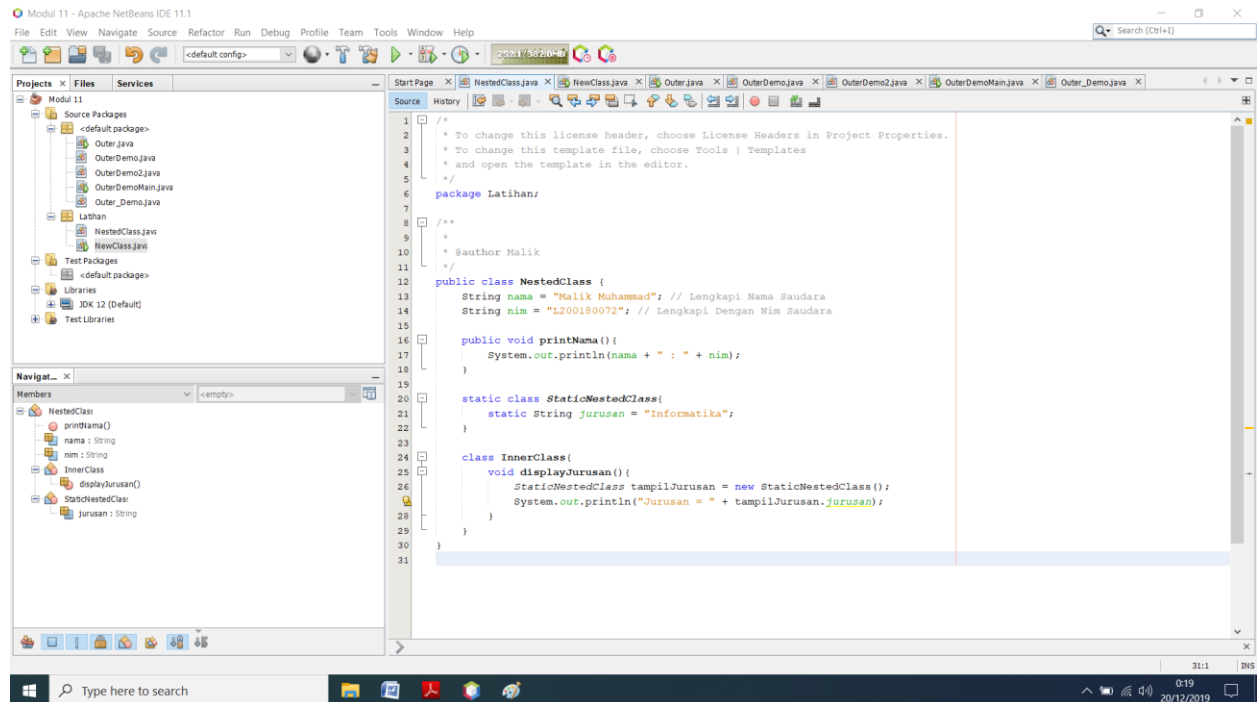 Modul 11 - Apache NetBeans IDE 11.1
File Edit View Navigate Source Refactor Run Debug Profile Team Tools Window Help
Search (Ctrl+I)
<default config>
Projects Files Services
Modul 11
Source Packages
<default package>
Outer.java
OuterDemo.java
OuterDemo2.java
OuterDemoMain.java
Outer_Demo.java
Latihan
NestedClass.java
NewClass.java
Test Packages
<default package>
Libraries
JDK 12 (Default)
Test Libraries
Navigat...
Members <empty>
NestedClass
printNama()
nama : String
nim : String
InnerClass
displayJurusan()
StaticNestedClass
jurusan : String
Start Page NestedClass.java NewClass.java Outer.java OuterDemo.java OuterDemo2.java OuterDemoMain.java Outer_Demo.java
Source History
1 /*
2 * To change this license header, choose License Headers in Project Properties.
3 * To change this template file, choose Tools | Templates
4 * and open the template in the editor.
5 */
6 package Latihan;
7
8 /**
9 *
10 * @author Malik
11 */
12 public class NestedClass {
13 String nama = "Malik Muhammad"; // Lengkapi Nama Saudara
14 String nim = "L200180072"; // Lengkapi Dengan Nim Saudara
15
16 public void printNama(){
17 System.out.println(nama + " : " + nim);
18 }
19
20 static class StaticNestedClass{
21 static String jurusan = "Informatika";
22 }
23
24 class InnerClass{
25 void displayJurusan(){
26 StaticNestedClass tampilJurusan = new StaticNestedClass();
System.out.println("Jurusan = " + tampilJurusan.jurusan);
28 }
29 }
30 }
31
31:1 INS
Type here to search
0:19
20/12/2019